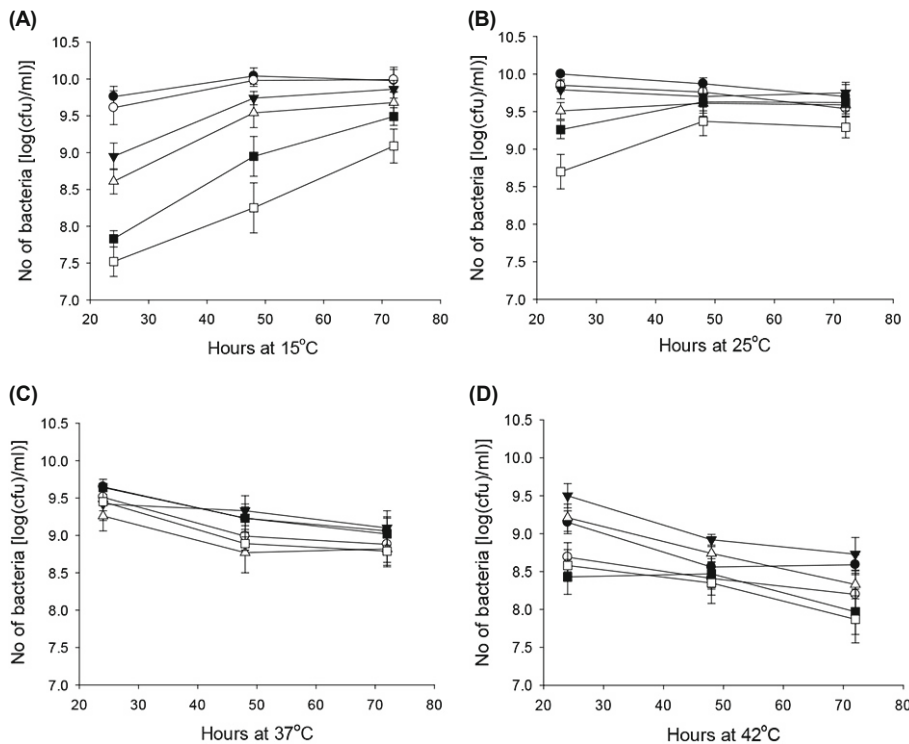 (A)
10.5
10.0
9.5
9.0
8.5
8.0
7.5
7.0
No of bacteria [log(cfu)/ml)]
20 30 40 50 60 70 80
Hours at 15°C
(B)
10.5
10.0
9.5
9.0
8.5
8.0
7.5
7.0
No of bacteria [log(cfu)/ml)]
20 30 40 50 60 70 80
Hours at 25°C
(C)
10.5
10.0
9.5
9.0
8.5
8.0
7.5
7.0
No of bacteria [log(cfu)/ml)]
20 30 40 50 60 70 80
Hours at 37°C
(D)
10.5
10.0
9.5
9.0
8.5
8.0
7.5
7.0
No of bacteria [log(cfu)/ml)]
20 30 40 50 60 70 80
Hours at 42°C